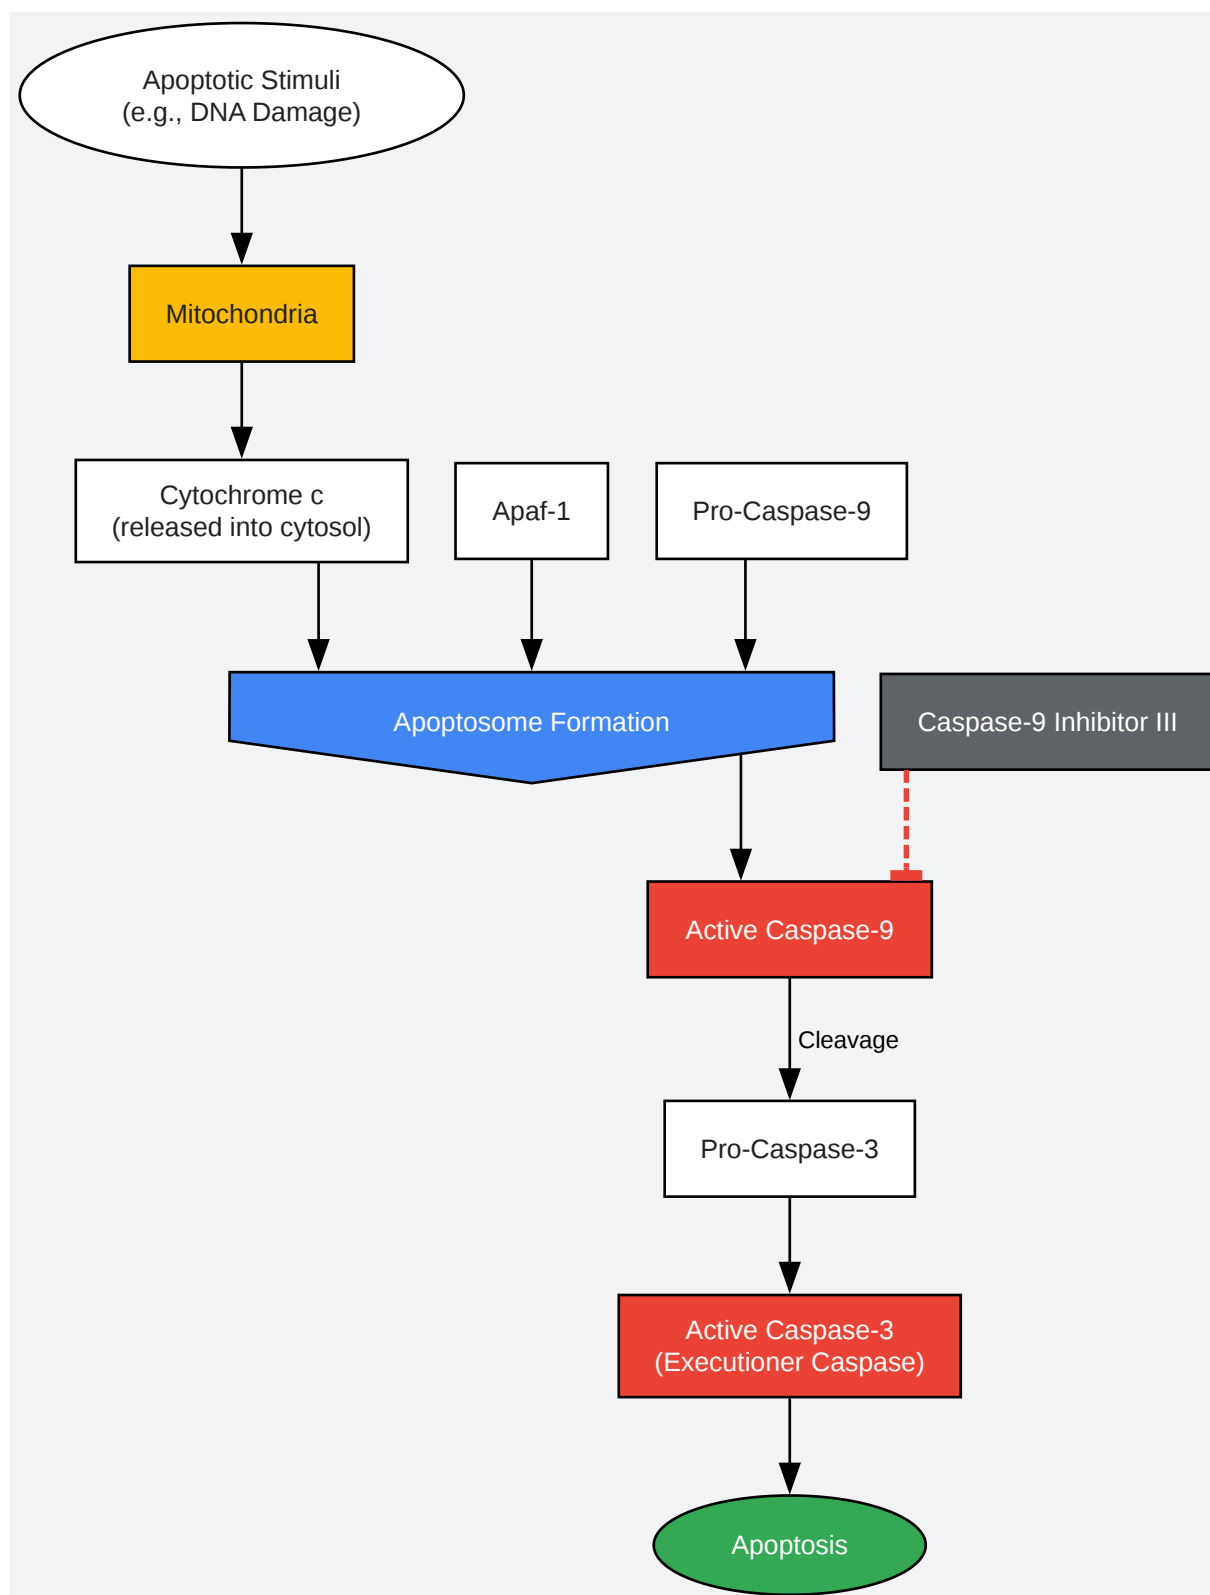 Apoptotic Stimuli
(e.g., DNA Damage)
Mitochondria
Cytochrome c
(released into cytosol)
Apaf-1
Pro-Caspase-9
Apoptosome Formation
Caspase-9 Inhibitor III
Active Caspase-9
Cleavage
Pro-Caspase-3
Active Caspase-3
(Executioner Caspase)
Apoptosis